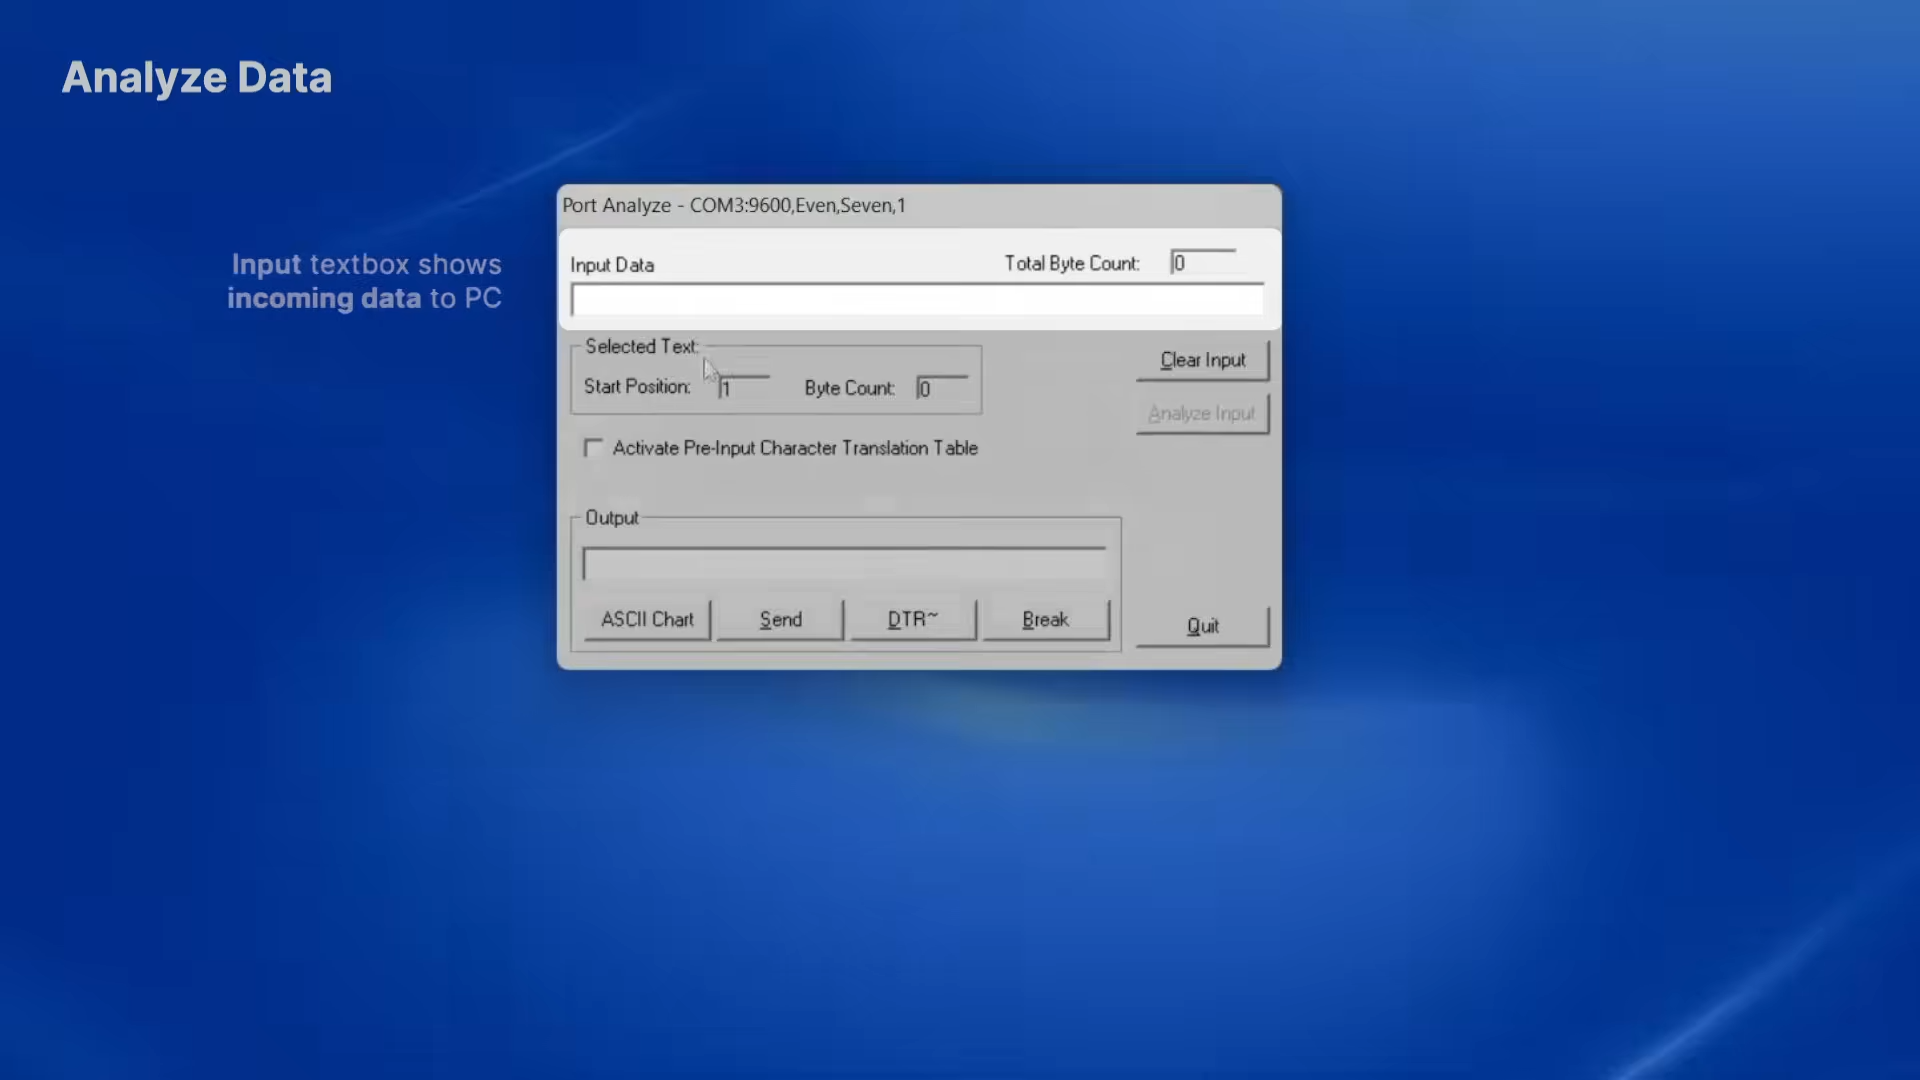 Analyze Data
Input textbox shows
incoming data to PC
Port Analyze - COM3:9600,Even,Seven,1
Input Data
Total Byte Count: 0
Selected Text:
Start Position: 1 Byte Count: 0
Clear Input
Analyze Input
Activate Pre-Input Character Translation Table
Output
ASCII Chart Send DTR~ Break
Quit